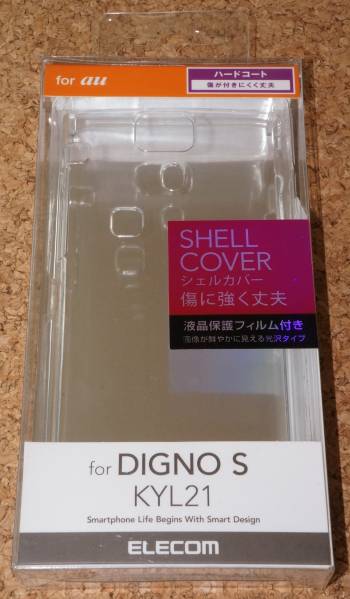 for au
ハードコート
傷が付きにくく丈夫
SHELL
COVER
シェルカバー
傷に強く丈夫
液晶保護フィルム付き
画像が鮮やかに見える光沢タイプ
for DIGNO S
KYL21
Smartphone Life Begins With Smart Design
ELECOM